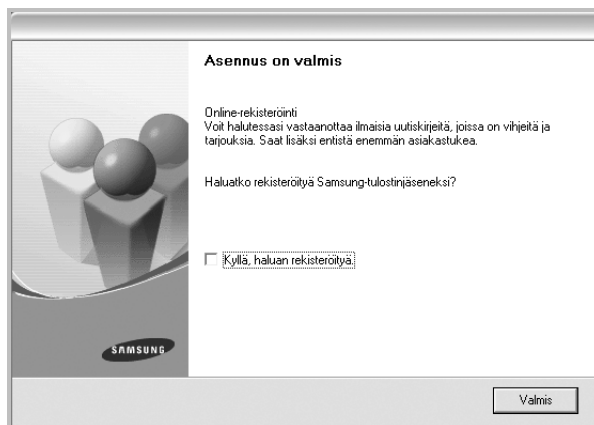 Asennus on valmis
Online-rekisteröinti
Voit halutessasi vastaanottaa ilmaisia uutiskirjeitä, joissa on vihjeitä ja
tarjouksia. Saat lisäksi entistä enemmän asiakastukea.
Haluatko rekisteröityä Samsung-tulostinjäseneksi?
Kyllä, haluan rekisteröityä.
SAMSUNG
Valmis